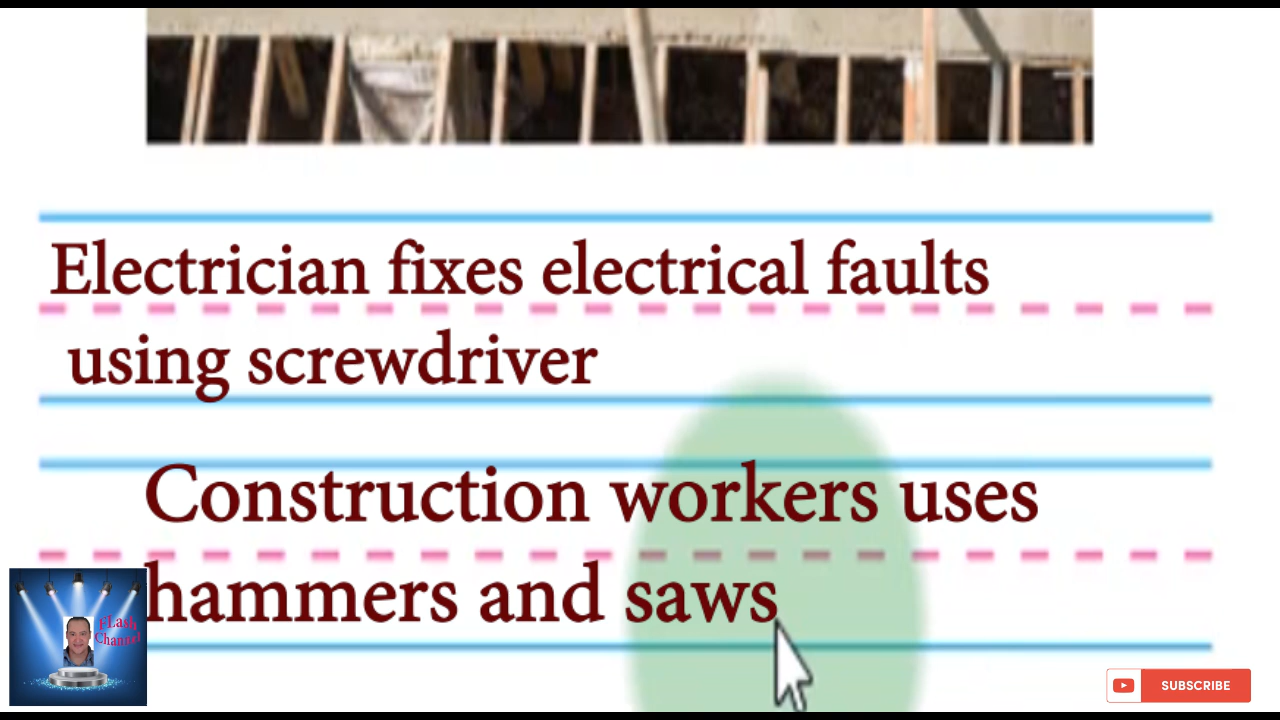 Electrician fixes electrical faults
using screwdriver
Construction workers uses
hammers and saws
FLash
Channel
SUBSCRIBE